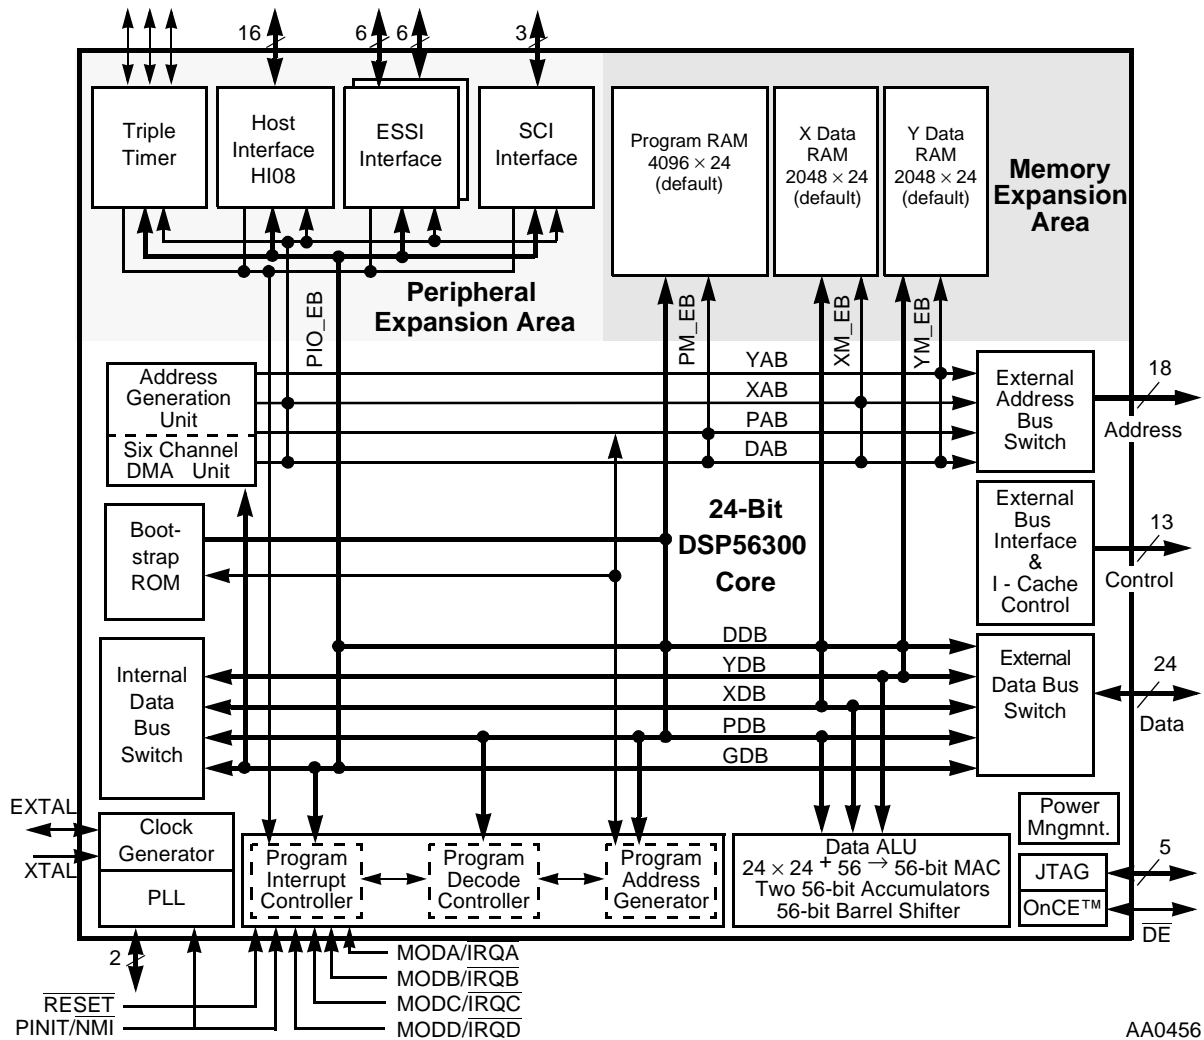 16
6
6
3
Triple
Timer
Host
Interface
HI08
ESSI
Interface
SCI
Interface
Program RAM
4096 × 24
(default)
X Data
RAM
2048 × 24
(default)
Y Data
RAM
2048 × 24
(default)
Memory
Expansion
Area
Peripheral
Expansion Area
PIO_EB
PM_EB
XM_EB
YM_EB
Address
Generation
Unit
Six Channel
DMA Unit
YAB
XAB
PAB
DAB
External
Address
Bus
Switch
18
Address
Boot-
strap
ROM
24-Bit
DSP56300
Core
External
Bus
Interface
&
I - Cache
Control
13
Control
Internal
Data
Bus
Switch
DDB
YDB
XDB
PDB
GDB
External
Data Bus
Switch
24
Data
EXTAL
XTAL
Clock
Generator
PLL
Program
Interrupt
Controller
Program
Decode
Controller
Program
Address
Generator
Data ALU
24 × 24 + 56 → 56-bit MAC
Two 56-bit Accumulators
56-bit Barrel Shifter
Power
Mngmnt.
JTAG
OnCE™
5
DE
2
RESET
PINIT/NMI
MODA/IRQA
MODB/IRQB
MODC/IRQC
MODD/IRQD
AA0456